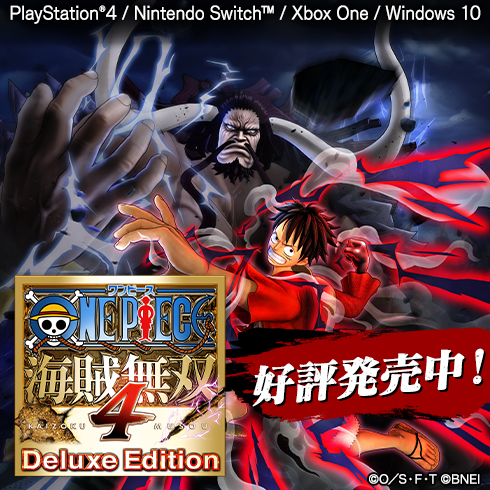 PlayStation®4 / Nintendo Switch™ / Xbox One / Windows 10
ワンピース
ONE PIECE
海賊無双
4
KAIZOKU MUSOU
Deluxe Edition
好評発売中!
©O/S・F・T ©BNEI